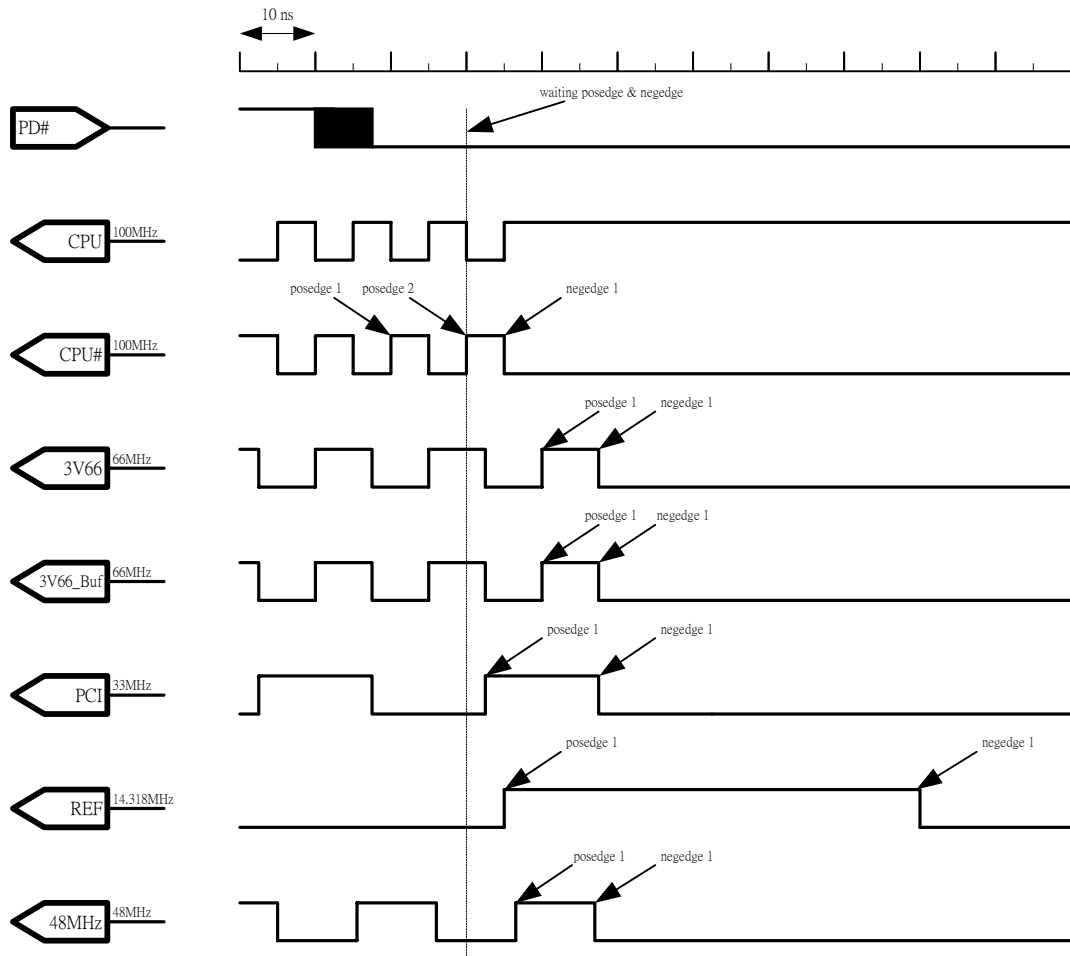 10 ns
waiting posedge & negedge
PD#
CPU
100MHz
posedge 1
posedge 2
negedge 1
CPU#
100MHz
posedge 1
negedge 1
3V66
66MHz
posedge 1
negedge 1
3V66_Buf
66MHz
posedge 1
negedge 1
PCI
33MHz
posedge 1
negedge 1
REF
14.318MHz
posedge 1
negedge 1
48MHz
48MHz